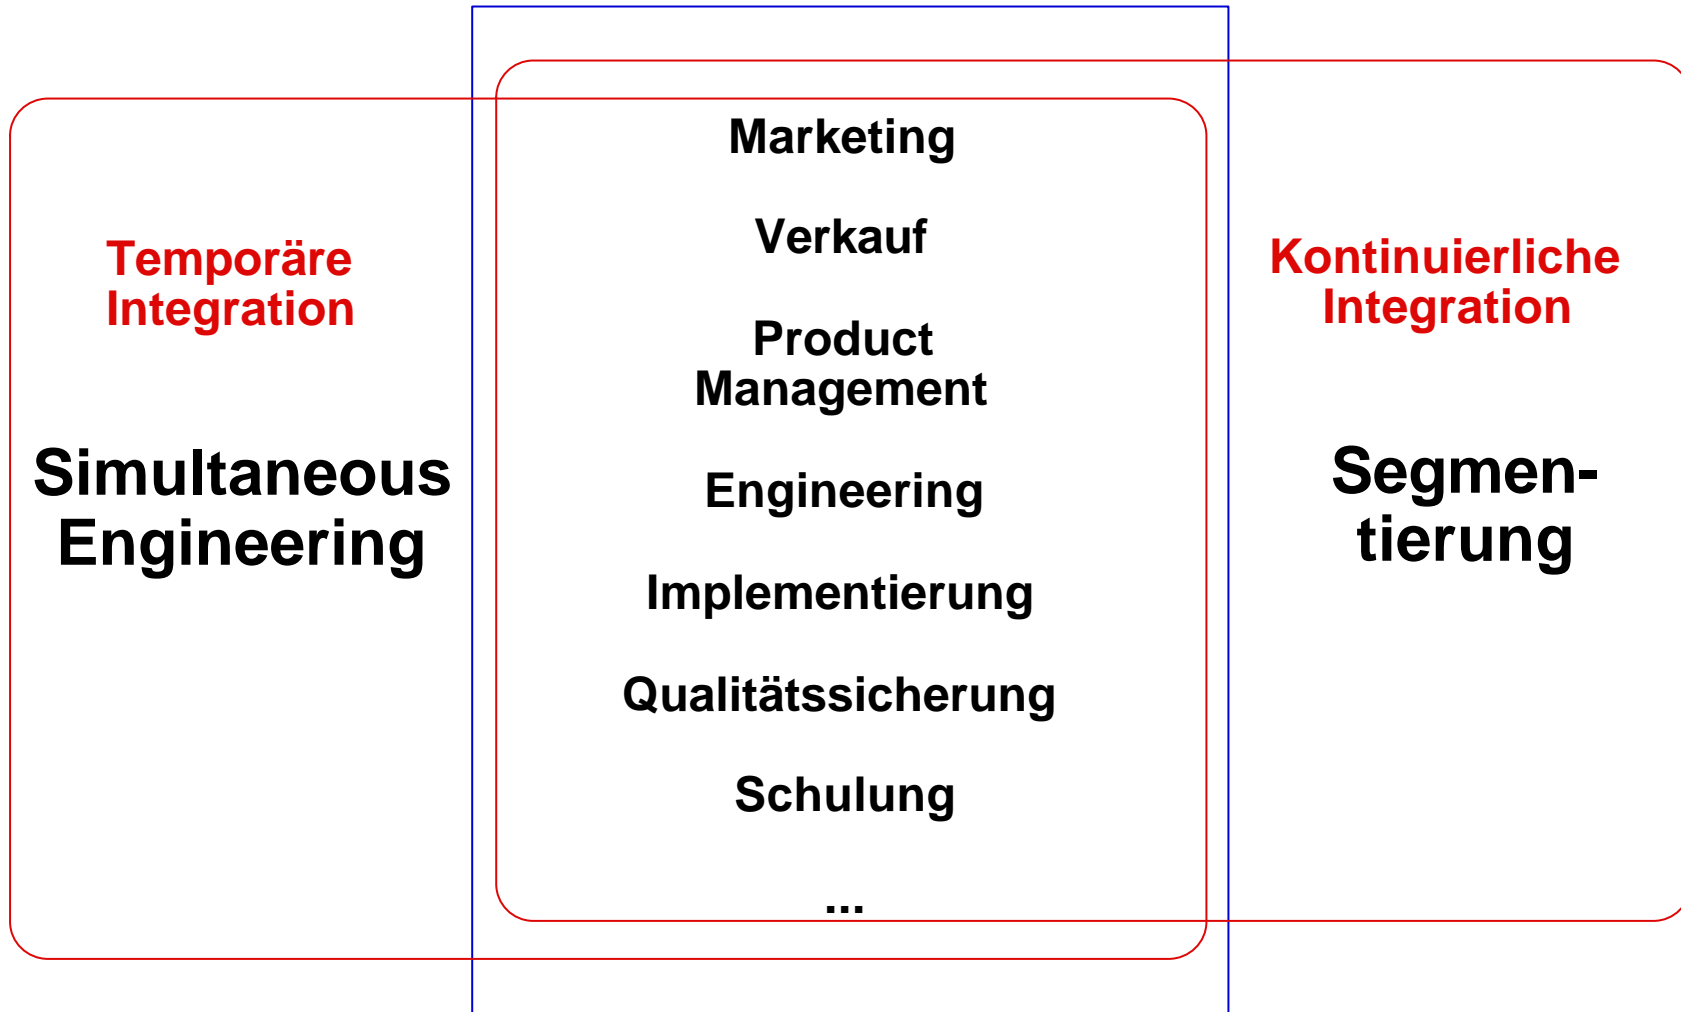 Temporäre
Integration
Simultaneous
Engineering
Marketing
Verkauf
Product
Management
Engineering
Implementierung
Qualitätssicherung
Schulung
...
Kontinuierliche
Integration
Segmen-
tierung